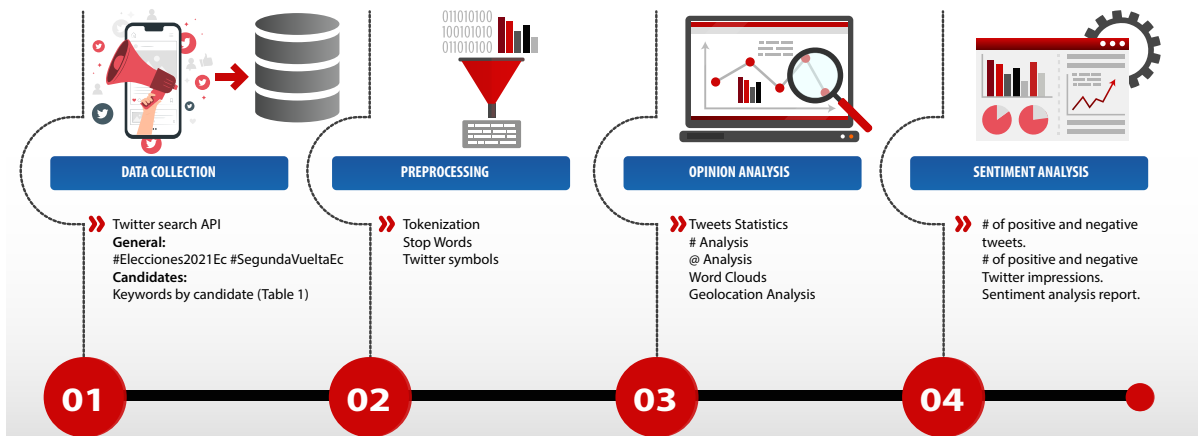 011010100
100101010
011010100
DATA COLLECTION
Twitter search API
General:
#Elecciones2021Ec #SegundaVueltaEc
Candidates:
Keywords by candidate (Table 1)
PREPROCESSING
Tokenization
Stop Words
Twitter symbols
OPINION ANALYSIS
Tweets Statistics
# Analysis
@ Analysis
Word Clouds
Geolocation Analysis
SENTIMENT ANALYSIS
# of positive and negative
tweets.
# of positive and negative
Twitter impressions.
Sentiment analysis report.
01
02
03
04